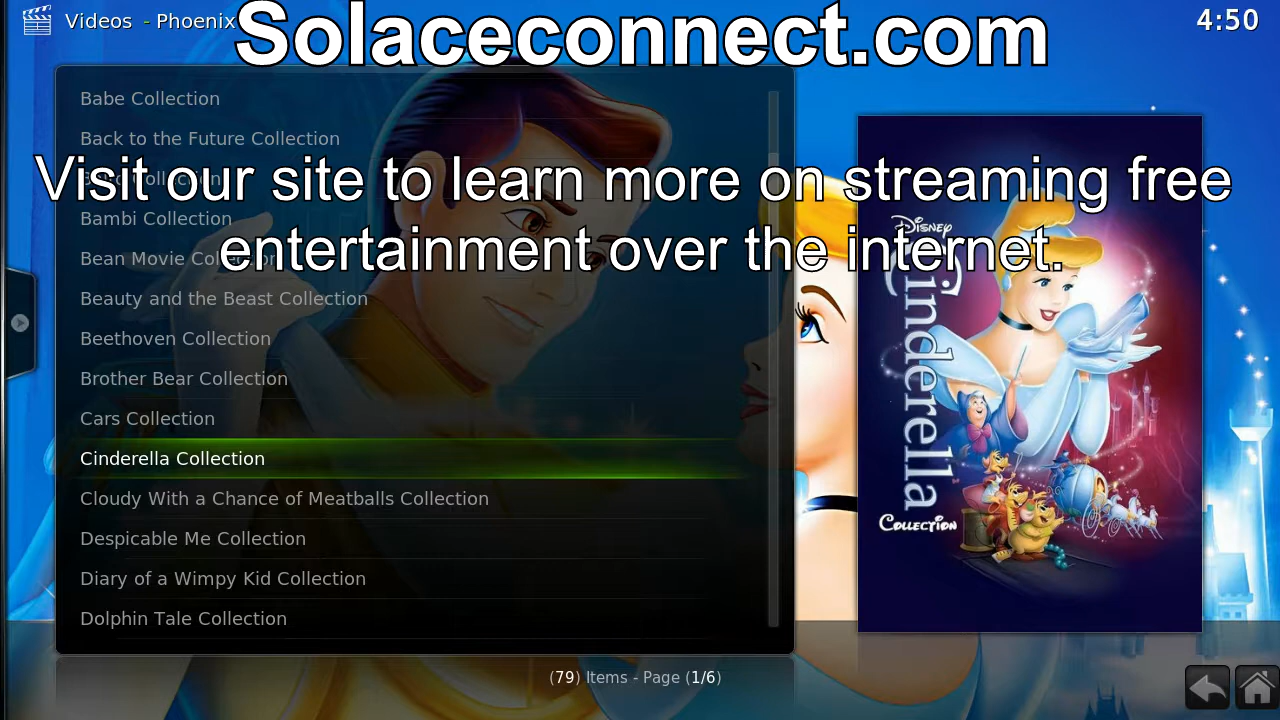 Videos - Phoenix
Solaceconnect.com
4:50
Babe Collection
Back to the Future Collection
Visit our site to learn more on streaming free
Collection
Bambi Collection
entertainment over the internet.
Bean Movie Collection
Beauty and the Beast Collection
Beethoven Collection
Brother Bear Collection
Cars Collection
Cinderella Collection
Cloudy With a Chance of Meatballs Collection
Despicable Me Collection
Diary of a Wimpy Kid Collection
Dolphin Tale Collection
(79) Items - Page (1/6)
Disney
Cinderella
Collection